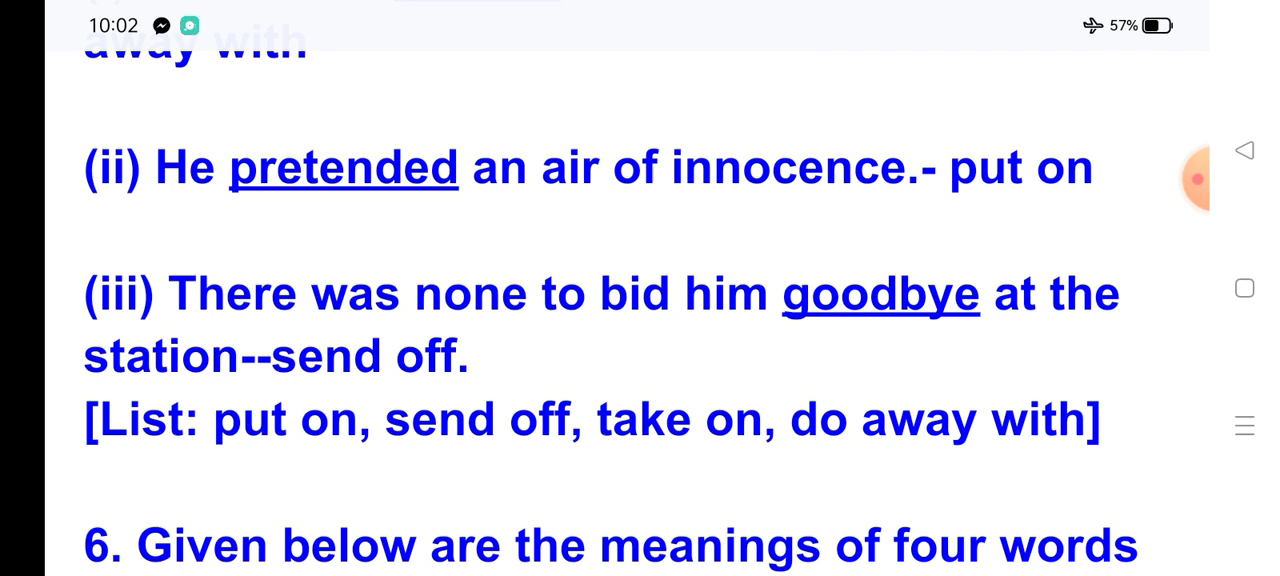 10:02 57%
away with
(ii) He pretended an air of innocence.- put on
(iii) There was none to bid him goodbye at the
station--send off.
[List: put on, send off, take on, do away with]
6. Given below are the meanings of four words